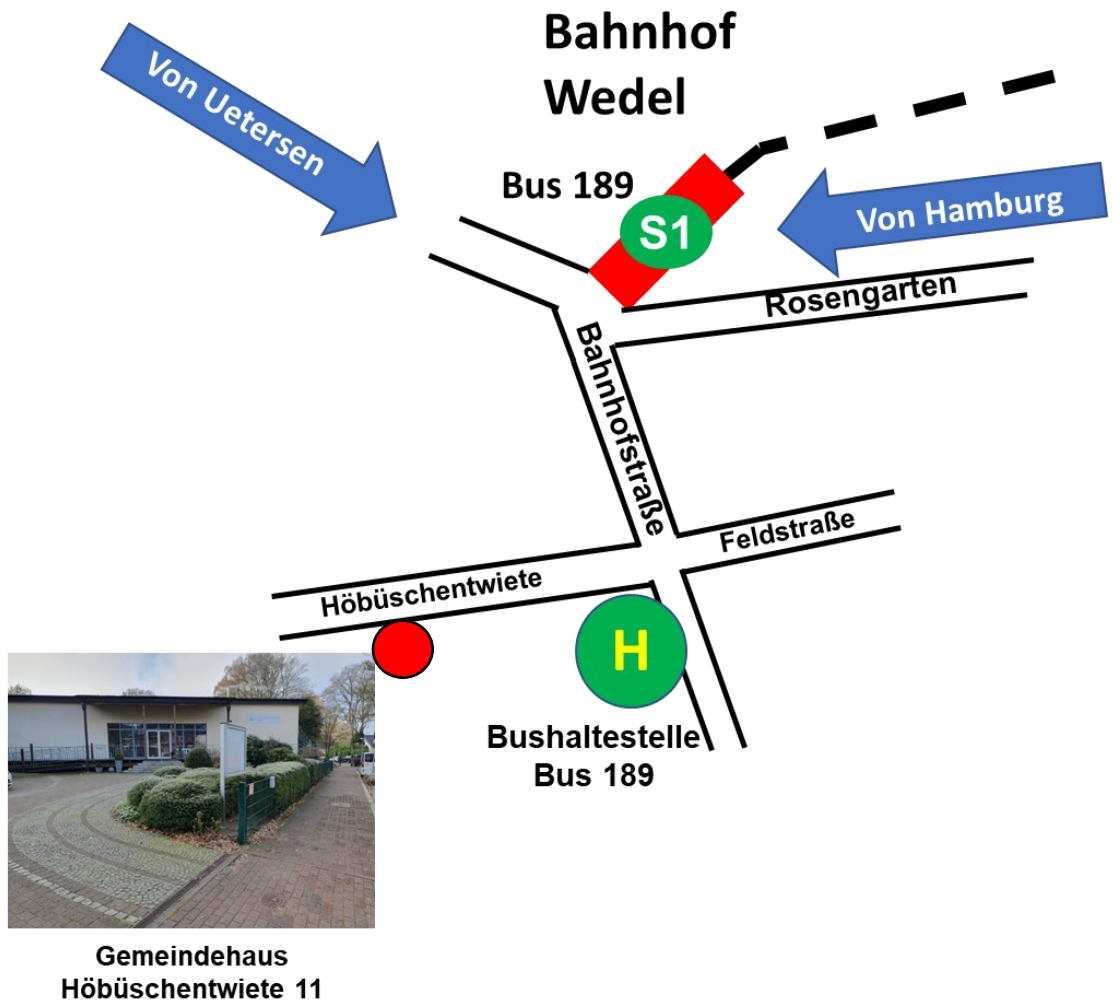 Bahnhof
Wedel
Von Uetersen
Bus 189
S1
Von Hamburg
Rosengarten
Bahnhofstraße
Feldstraße
Höbüschentwiete
H
Bushaltestelle
Bus 189
Gemeindehaus
Höbüschentwiete 11